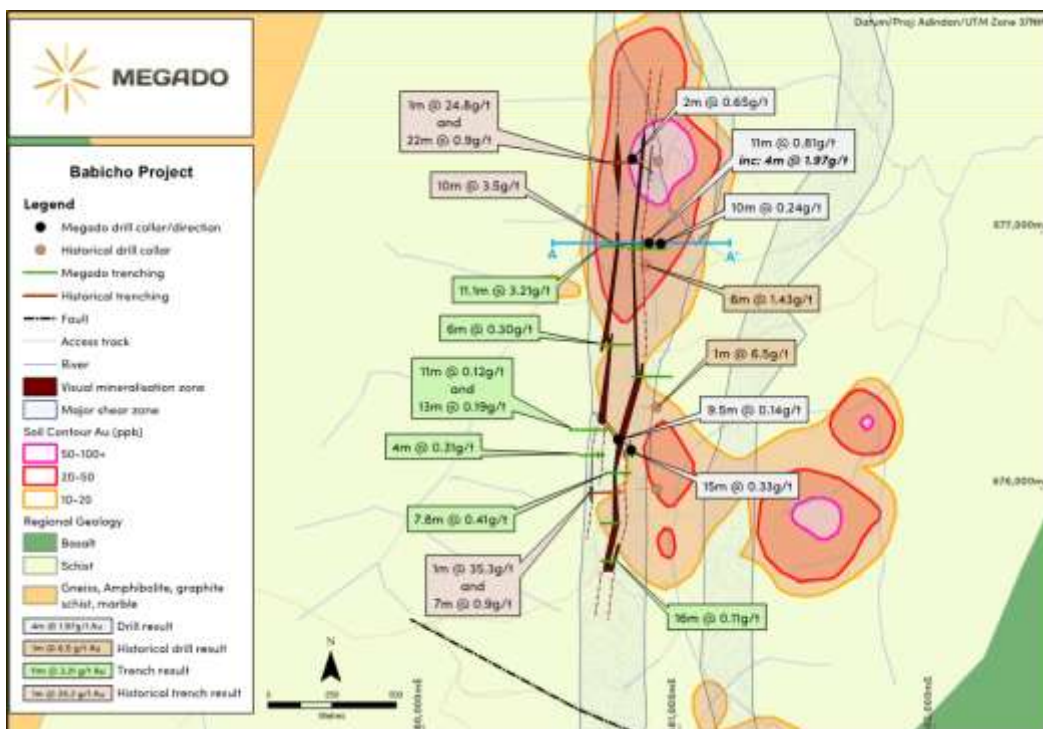 MEGADO
Babicho Project
Legend
Megado drill collar/direction
Historical drill collar
Megado trenching
Historical trenching
Fault
Access track
River
Visual mineralisation zone
Major shear zone
Soil Contour Au (ppb)
50-100+
20-50
10-20
Regional Geology
Basalt
Schist
Gneiss, Amphibolite, graphite
schist, marble
Drill result
Historical drill result
Trench result
Historical trench result
Datum/Proj: Adindan/UTM Zone 37NH
1m @ 24.8g/t
and
22m @ 0.9g/t
2m @ 0.65g/t
11m @ 0.81g/t
inc: 4m @ 1.97g/t
10m @ 3.5g/t
10m @ 0.24g/t
677,000m
A
A'
11.1m @ 3.21g/t
6m @ 1.43g/t
6m @ 0.30g/t
1m @ 6.5g/t
11m @ 0.12g/t
and
13m @ 0.19g/t
9.5m @ 0.14g/t
4m @ 0.31g/t
15m @ 0.33g/t
676,000m
7.8m @ 0.41g/t
1m @ 35.3g/t
and
7m @ 0.9g/t
16m @ 0.11g/t
N
0
250
500
Metres